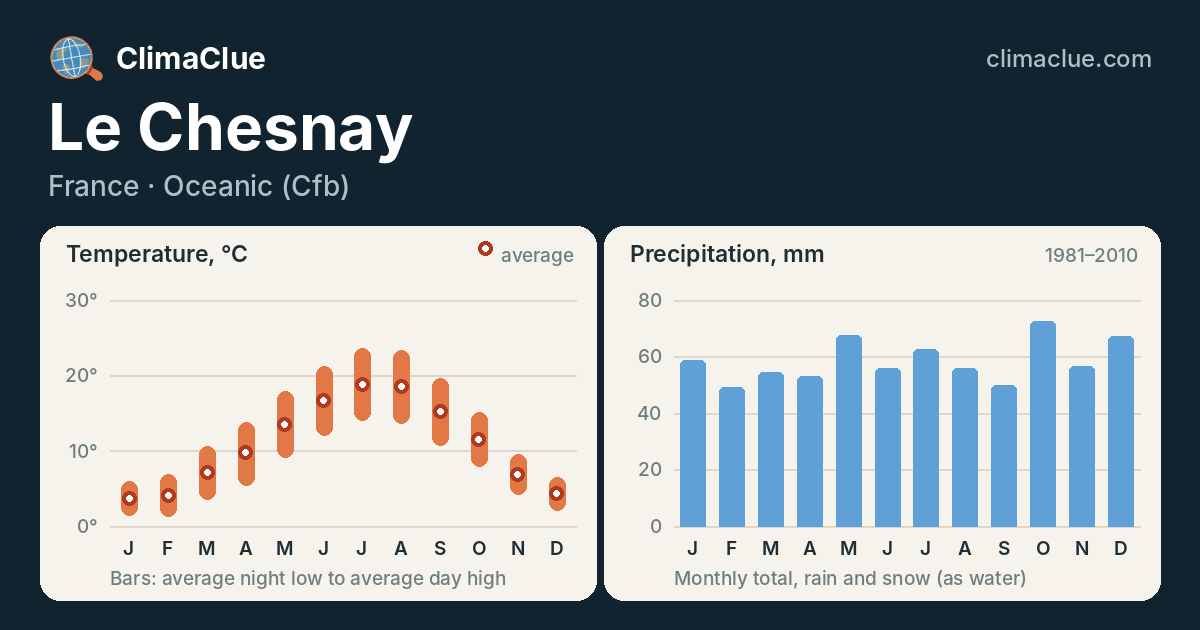 ClimaClue
climaclue.com
Le Chesnay
France · Oceanic (Cfb)
Temperature, °C
average
30°
20°
10°
0°
J F M A M J J A S O N D
Bars: average night low to average day high
Precipitation, mm
1981–2010
80
60
40
20
0
J F M A M J J A S O N D
Monthly total, rain and snow (as water)